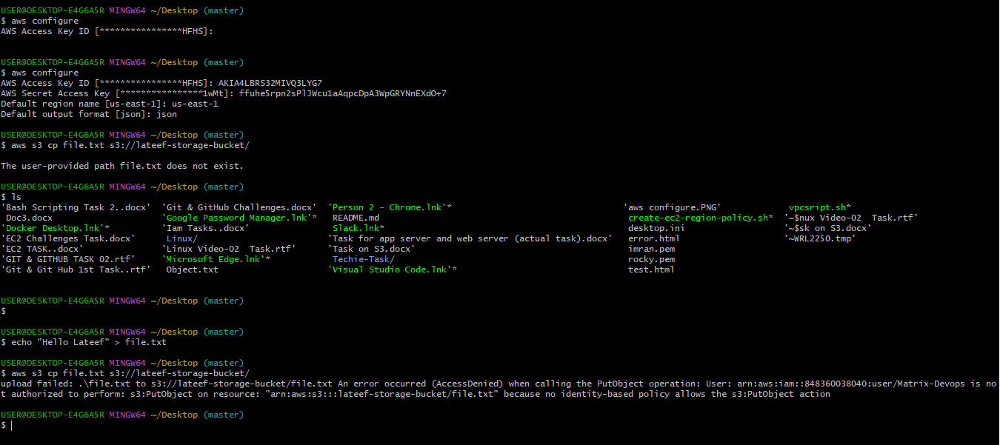 USER@DESKTOP-E4G6A5R MINGW64 ~/Desktop (master)
$ aws configure
AWS Access Key ID [****************HFHS]:
USER@DESKTOP-E4G6A5R MINGW64 ~/Desktop (master)
$ aws configure
AWS Access Key ID [****************HFHS]: AKIA4LBRS32MIVQ3LYG7
AWS Secret Access Key [****************1wMt]: 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
Default region name [us-east-1]: us-east-1
Default output format [json]: json
USER@DESKTOP-E4G6A5R MINGW64 ~/Desktop (master)
$ aws s3 cp file.txt s3://lateef-storage-bucket/
The user-provided path file.txt does not exist.
USER@DESKTOP-E4G6A5R MINGW64 ~/Desktop (master)
$ ls
'Bash Scripting Task 2..docx' 'Git & GitHub Challenges.docx' 'Person 2 - Chrome.lnk'* 'aws configure.PNG' vpcsript.sh*
Doc3.docx 'Google Password Manager.lnk'* README.md create-ec2-region-policy.sh* '~$nux Video-02  Task.rtf'
'Docker Desktop.lnk'* 'Iam Tasks..docx' Slack.lnk* desktop.ini '~$sk on S3.docx'
'EC2 Challenges Task.docx' Linux/ 'Task for app server and web server (actual task).docx' error.html '~WRL2250.tmp'
'EC2 TASK..docx' 'Linux Video-02  Task.rtf' 'Task on S3.docx' imran.pem
'GIT & GITHUB TASK 02.rtf' 'Microsoft Edge.lnk'* Techie-Task/ rocky.pem
'Git & Git Hub 1st Task..rtf' Object.txt 'Visual Studio Code.lnk'* test.html
USER@DESKTOP-E4G6A5R MINGW64 ~/Desktop (master)
$
USER@DESKTOP-E4G6A5R MINGW64 ~/Desktop (master)
$ echo "Hello Lateef" > file.txt
USER@DESKTOP-E4G6A5R MINGW64 ~/Desktop (master)
$ aws s3 cp file.txt s3://lateef-storage-bucket/
upload failed: .\file.txt to s3://lateef-storage-bucket/file.txt An error occurred (AccessDenied) when calling the PutObject operation: User: arn:aws:iam::848360038040:user/Matrix-Devops is no
t authorized to perform: s3:PutObject on resource: "arn:aws:s3:::lateef-storage-bucket/file.txt" because no identity-based policy allows the s3:PutObject action
USER@DESKTOP-E4G6A5R MINGW64 ~/Desktop (master)
$